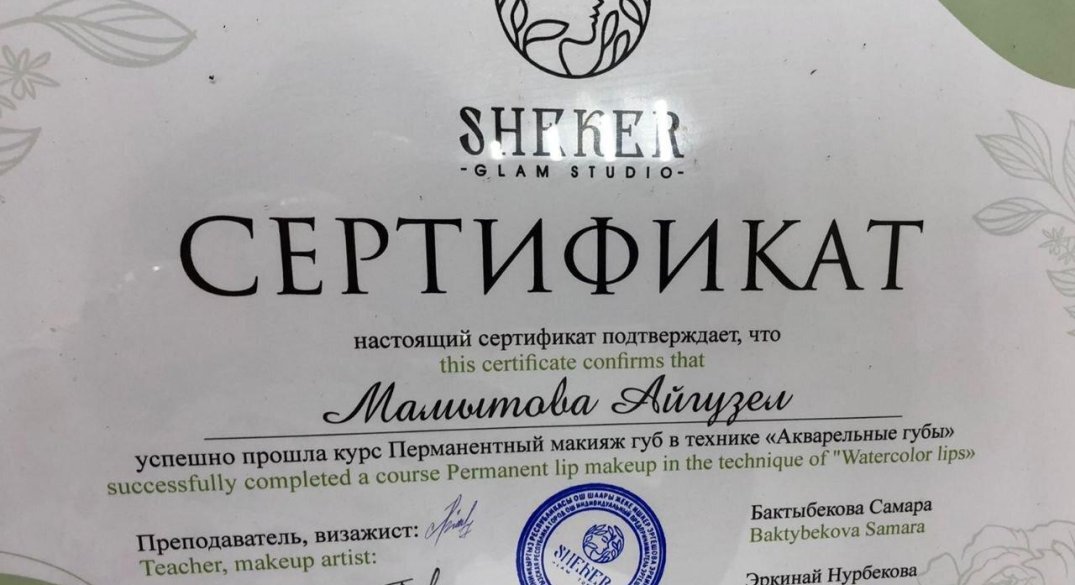 SHEKER
-GLAM STUDIO-
СЕРТИФИКАТ
настоящий сертификат подтверждает, что
this certificate confirms that
Мамытова Айгузел
успешно прошла курс Перманентный макияж губ в технике «Акварельные губы»
successfully completed a course Permanent lip makeup in the technique of "Watercolor lips»
Преподаватель, визажист:
Бактыбекова Самара
Teacher, makeup artist:
Baktybekova Samara
SHEKER
Эркинай Нурбекова